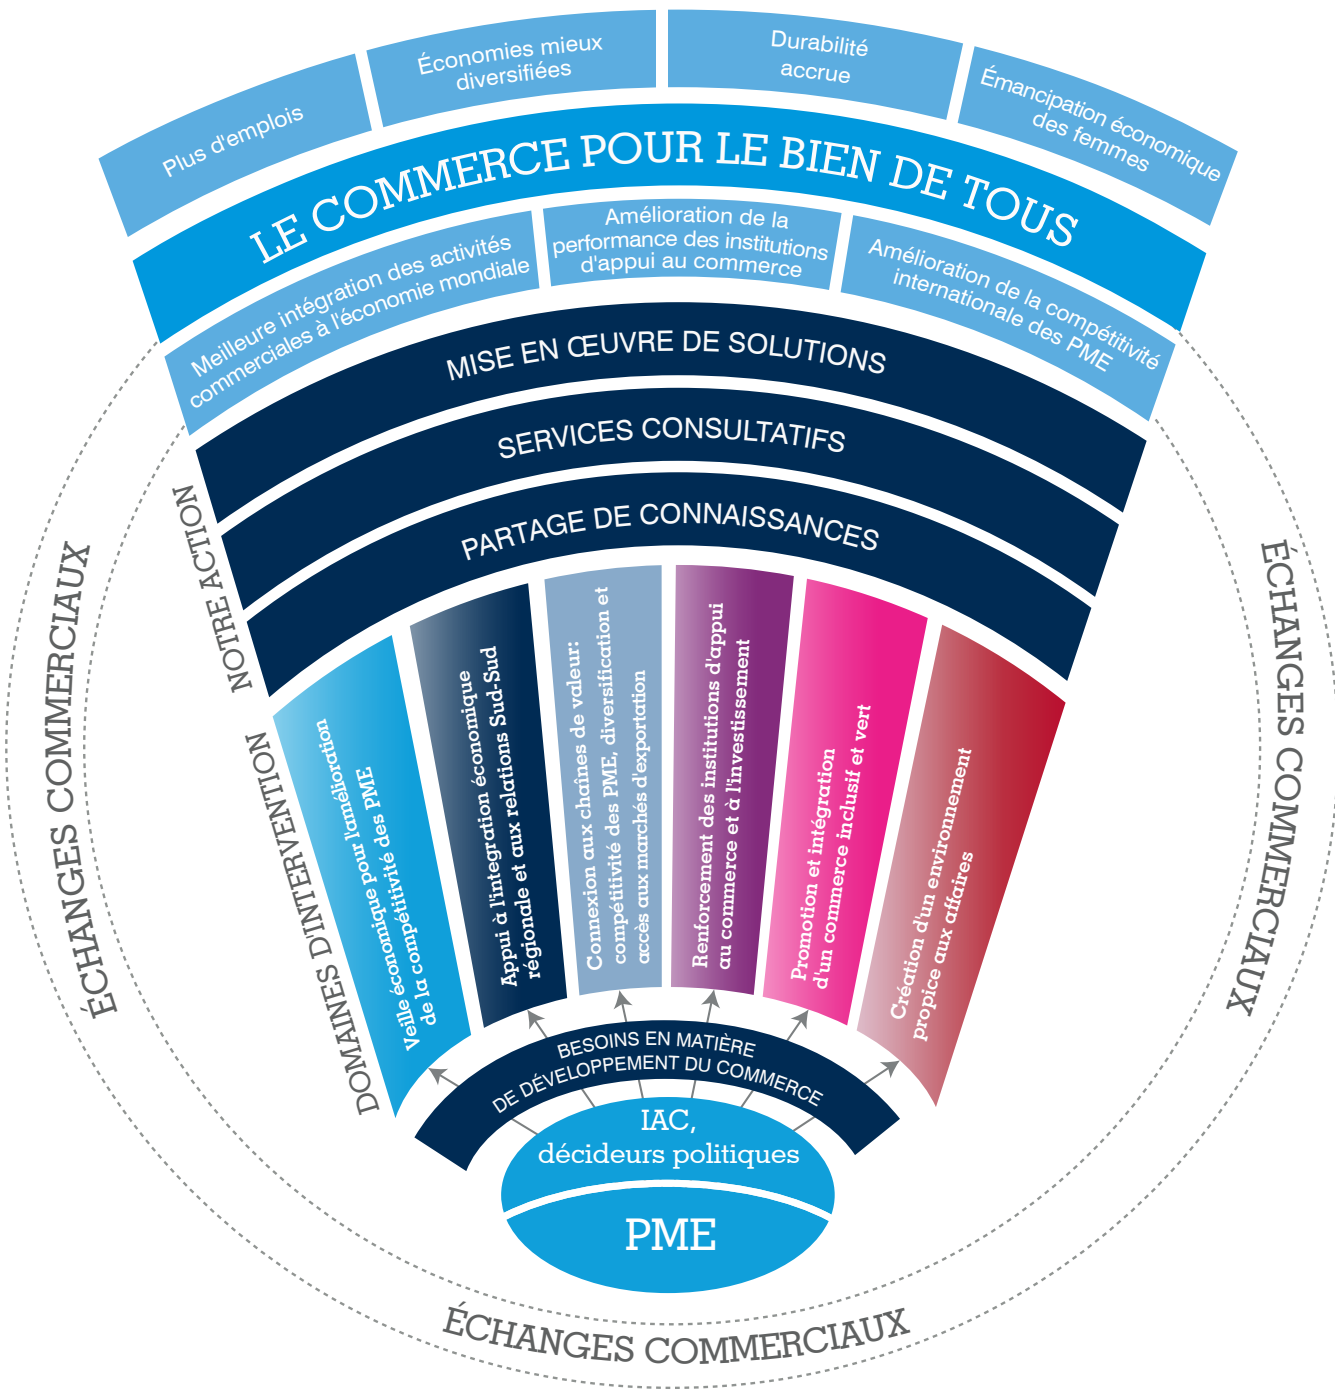 Plus d'emplois
Économies mieux
diversifiées
Durabilité
accrue
Émancipation économique
des femmes
LE COMMERCE POUR LE BIEN DE TOUS
Meilleure intégration des activités
commerciales à l'économie mondiale
Amélioration de la
performance des institutions
d'appui au commerce
Amélioration de la compétitivité
internationale des PME
MISE EN ŒUVRE DE SOLUTIONS
SERVICES CONSULTATIFS
PARTAGE DE CONNAISSANCES
NOTRE ACTION
DOMAINES D'INTERVENTION
Veille économique pour l'amélioration
de la compétitivité des PME
Appui à l'integration économique
régionale et aux relations Sud-Sud
Connexion aux chaînes de valeur:
compétitivité des PME, diversification et
accès aux marchés d'exportation
Renforcement des institutions d'appui
au commerce et à l'investissement
Promotion et intégration
d'un commerce inclusif et vert
Création d'un environnement
propice aux affaires
BESOINS EN MATIÈRE
DE DÉVELOPPEMENT DU COMMERCE
IAC,
décideurs politiques
PME
ÉCHANGES COMMERCIAUX
ÉCHANGES COMMERCIAUX
ÉCHANGES COMMERCIAUX